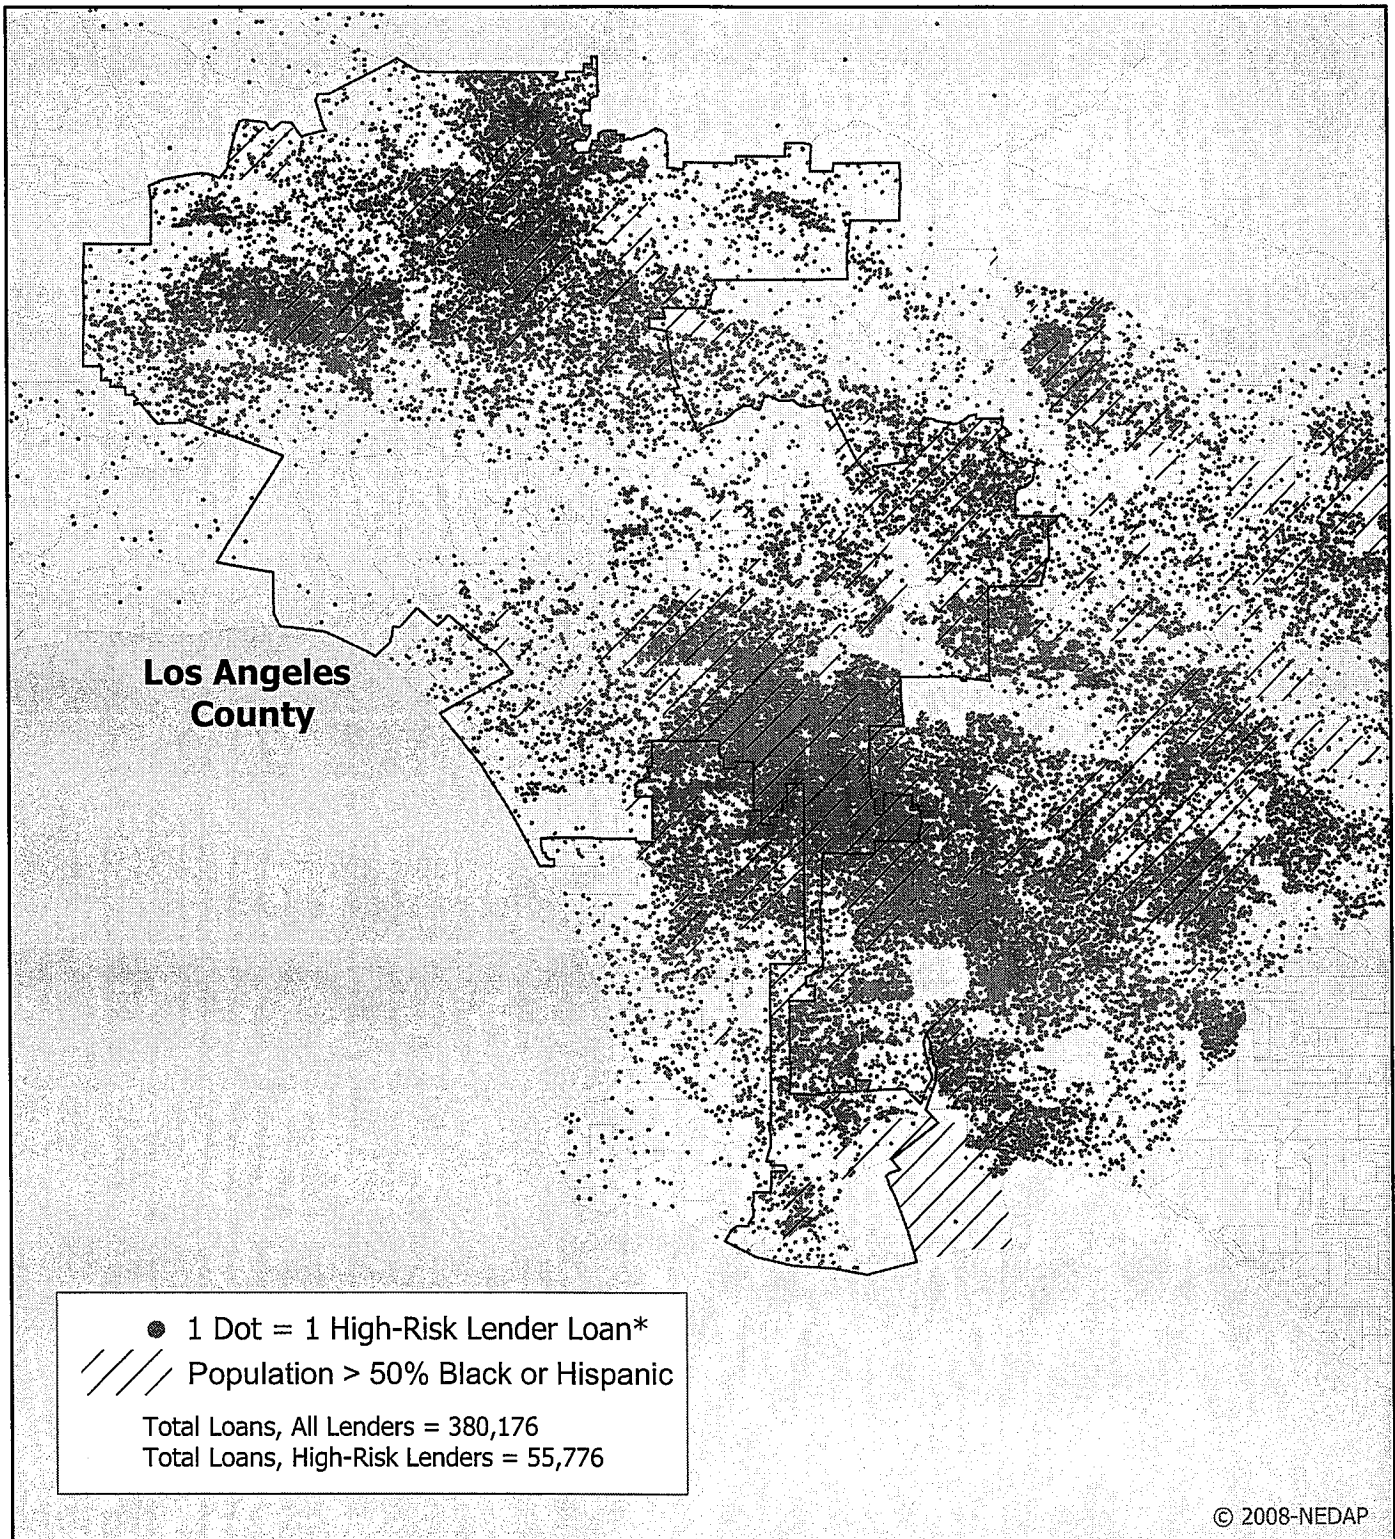 Los Angeles
County
1 Dot = 1 High-Risk Lender Loan*
Population > 50% Black or Hispanic
Total Loans, All Lenders = 380,176
Total Loans, High-Risk Lenders = 55,776
© 2008-NEDAP